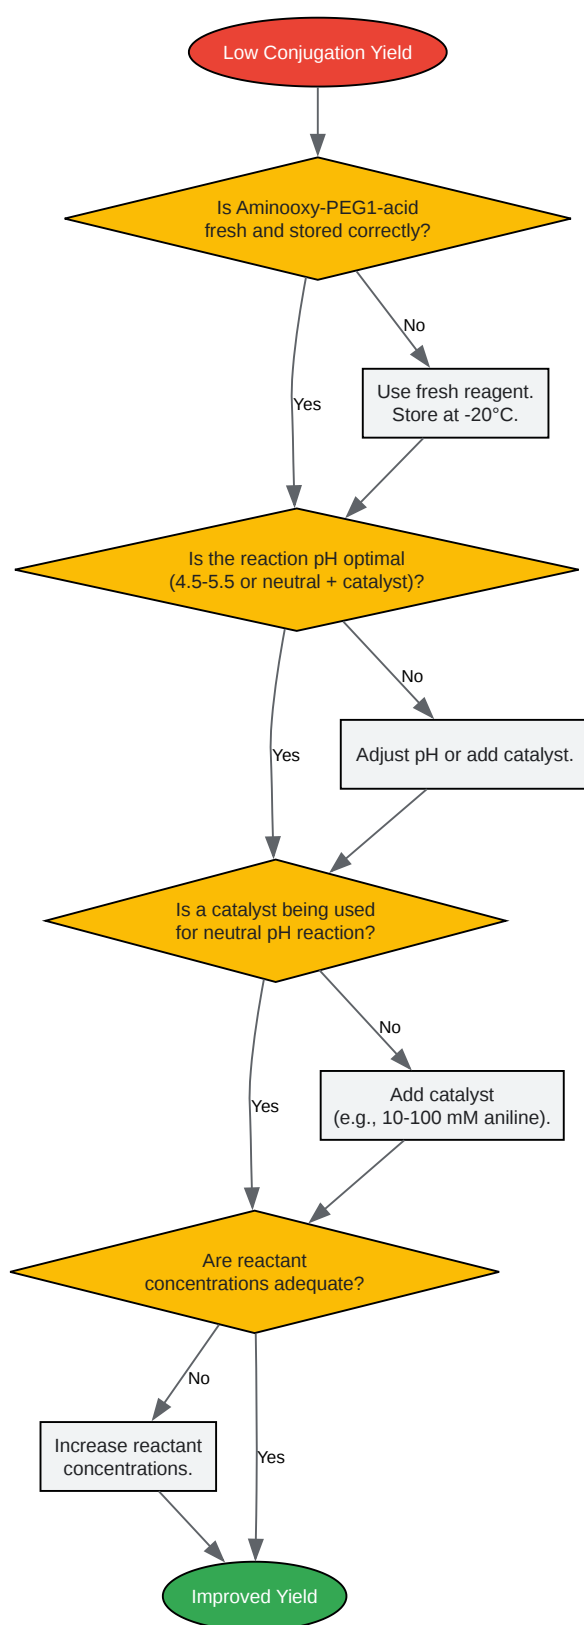 Low Conjugation Yield
Is Aminooxy-PEG1-acid
fresh and stored correctly?
No
Yes
Use fresh reagent.
Store at -20°C.
Is the reaction pH optimal
(4.5-5.5 or neutral + catalyst)?
No
Yes
Adjust pH or add catalyst.
Is a catalyst being used
for neutral pH reaction?
No
Yes
Add catalyst
(e.g., 10-100 mM aniline).
Are reactant
concentrations adequate?
No
Yes
Increase reactant
concentrations.
Improved Yield